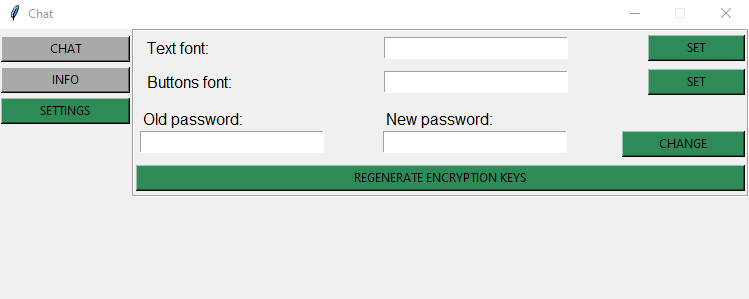 Chat
CHAT
INFO
SETTINGS
Text font:
SET
Buttons font:
SET
Old password:
New password:
CHANGE
REGENERATE ENCRYPTION KEYS